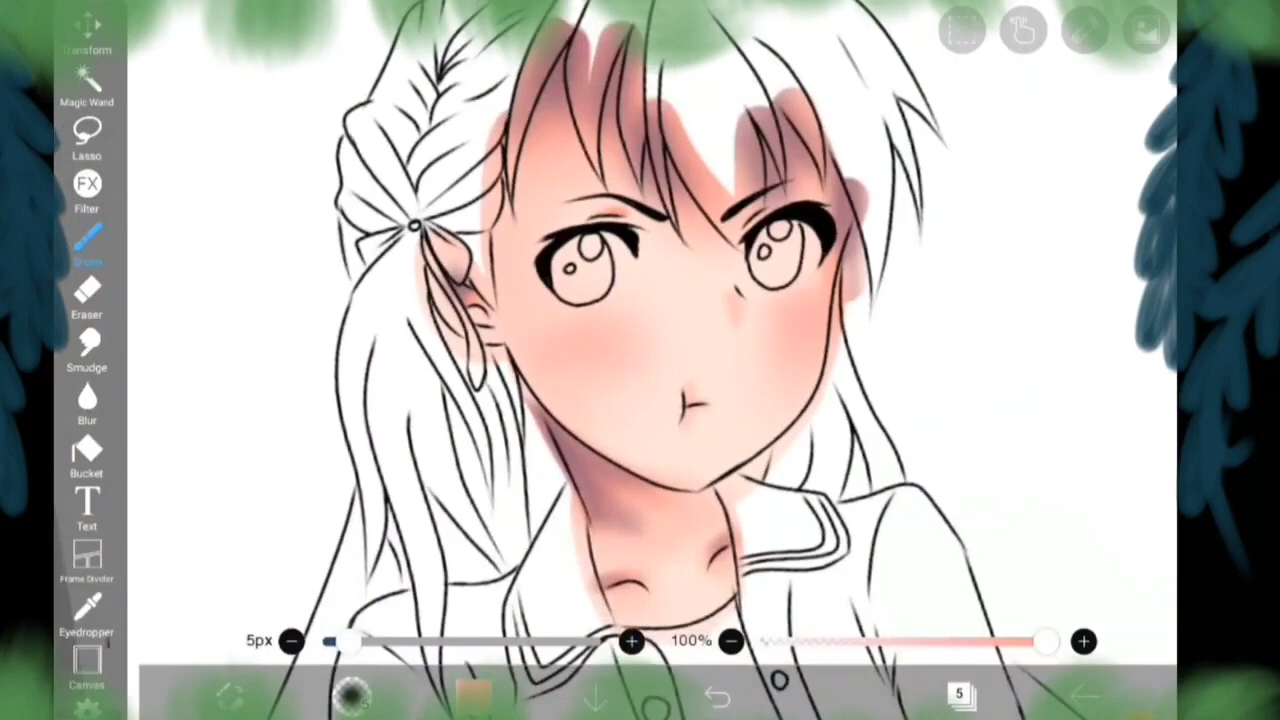 Transform
Magic Wand
Lasso
FX
Filter
Brush
Eraser
Smudge
Blur
Bucket
T
Text
Frame Divider
Eyedropper
Canvas
5px
100%
5